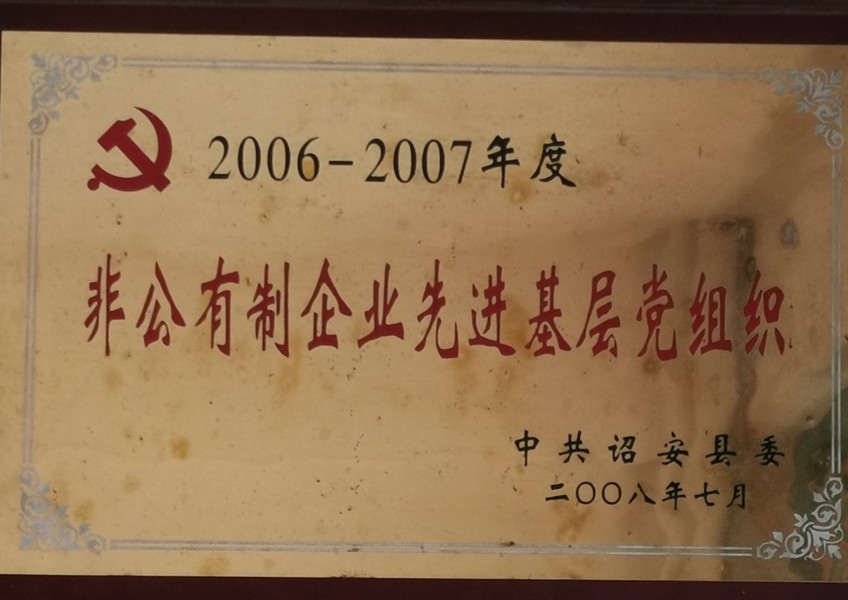 2006-2007年度
非公有制企业先进基层党组织
中共诏安县委
二〇〇八年七月